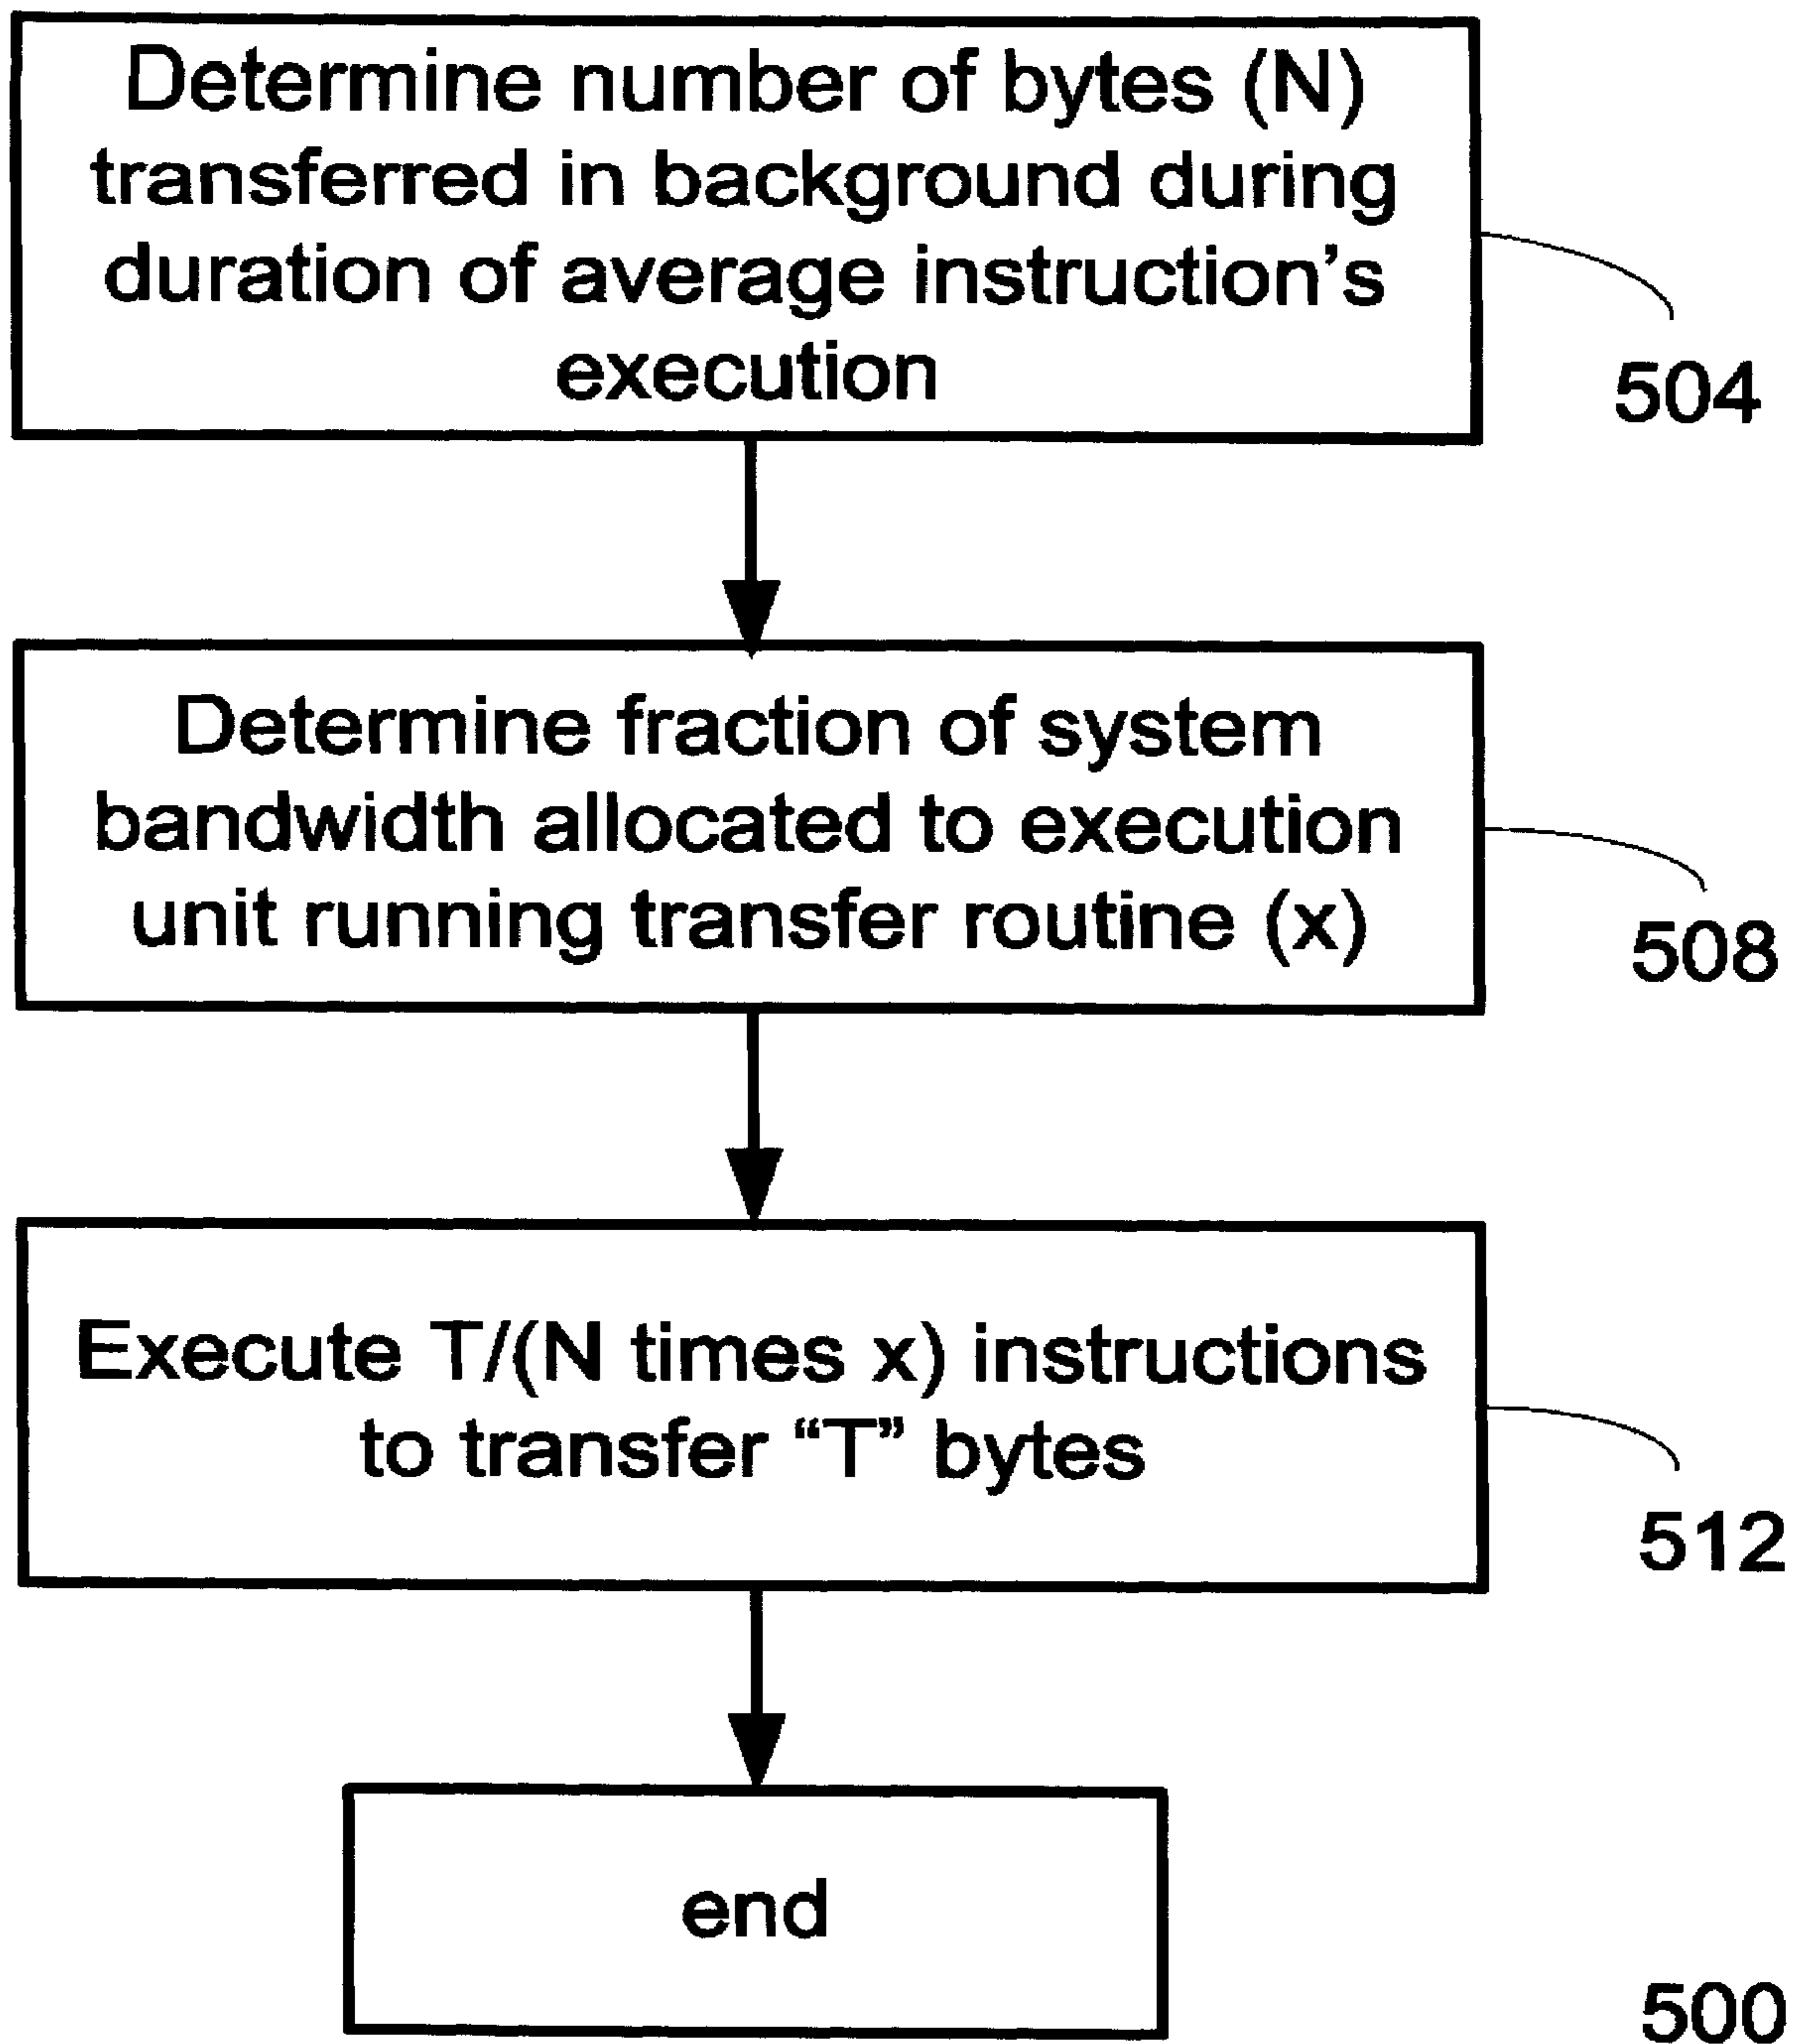 Determine number of bytes (N)
transferred in background during
duration of average instruction’s
execution
504
Determine fraction of system
bandwidth allocated to execution
unit running transfer routine (x)
508
Execute T/(N times x) instructions
to transfer “T” bytes
512
end
500